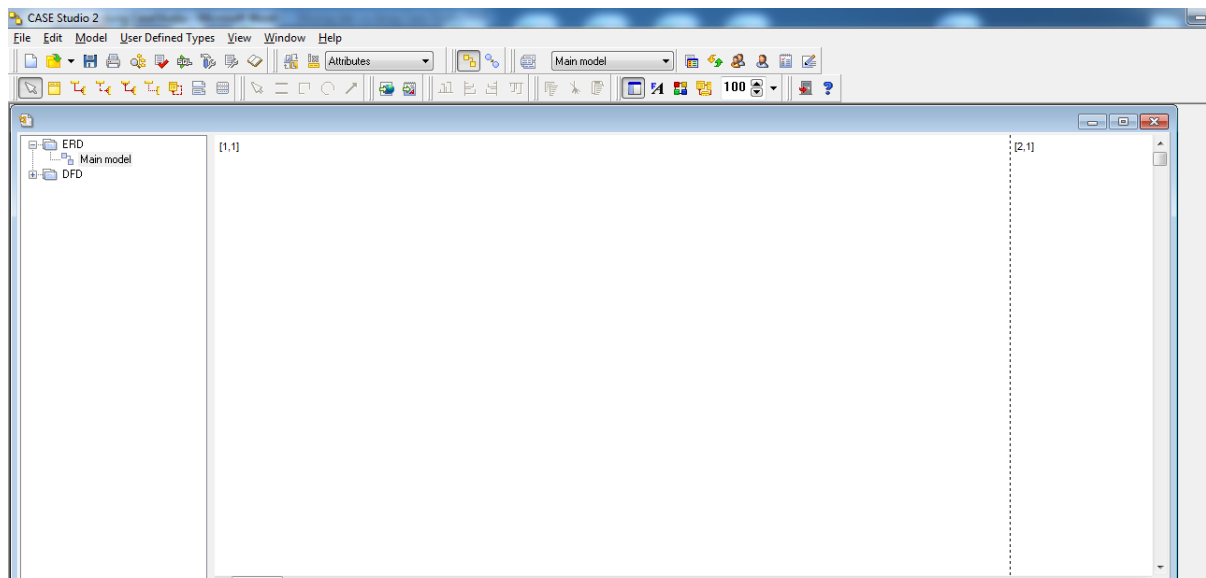 CASE Studio 2
File Edit Model User Defined Types View Window Help
Attributes Main model
100
ERD
Main model
DFD
[1,1] [2,1]